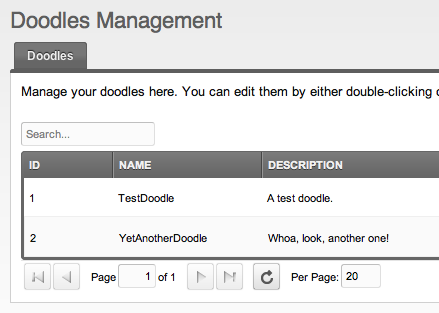 Doodles Management
Doodles
Manage your doodles here. You can edit them by either double-clicking
Search...
ID NAME DESCRIPTION
1 TestDoodle A test doodle.
2 YetAnotherDoodle Whoa, look, another one!
Page 1 of 1 Per Page: 20